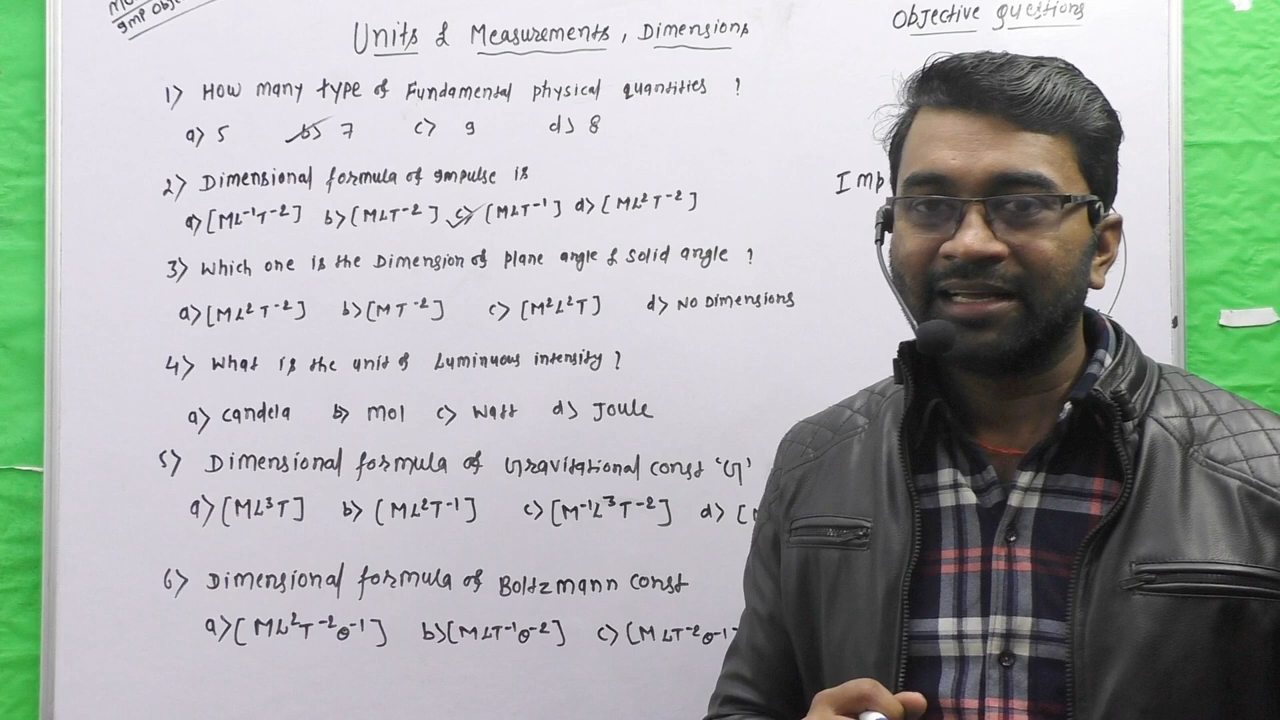 Imp Obje
Units & Measurements, Dimensions
Objective questions
1) How many type of Fundamental physical quantities ?
a) 5 b) 7 c) 9 d) 8
2) Dimensional formula of Impulse is
a) [ML⁻¹T⁻²] b) [MLT⁻²] c) [MLT⁻¹] d) [ML²T⁻²]
Imp
3) Which one is the Dimension of plane angle & solid angle ?
a) [ML²T⁻²] b) [MT⁻²] c) [M²L²T] d) No Dimensions
4) What is the unit of Luminuous intensity ?
a) candela b) mol c) Watt d) Joule
5) Dimensional formula of Gravitational const 'G'
a) [ML³T] b) [ML²T⁻¹] c) [M⁻¹L³T⁻²] d) [M
6) Dimensional formula of Boltzmann const
a) [ML²T⁻²θ⁻¹] b) [MLT⁻¹θ⁻²] c) [MLT⁻²θ⁻¹